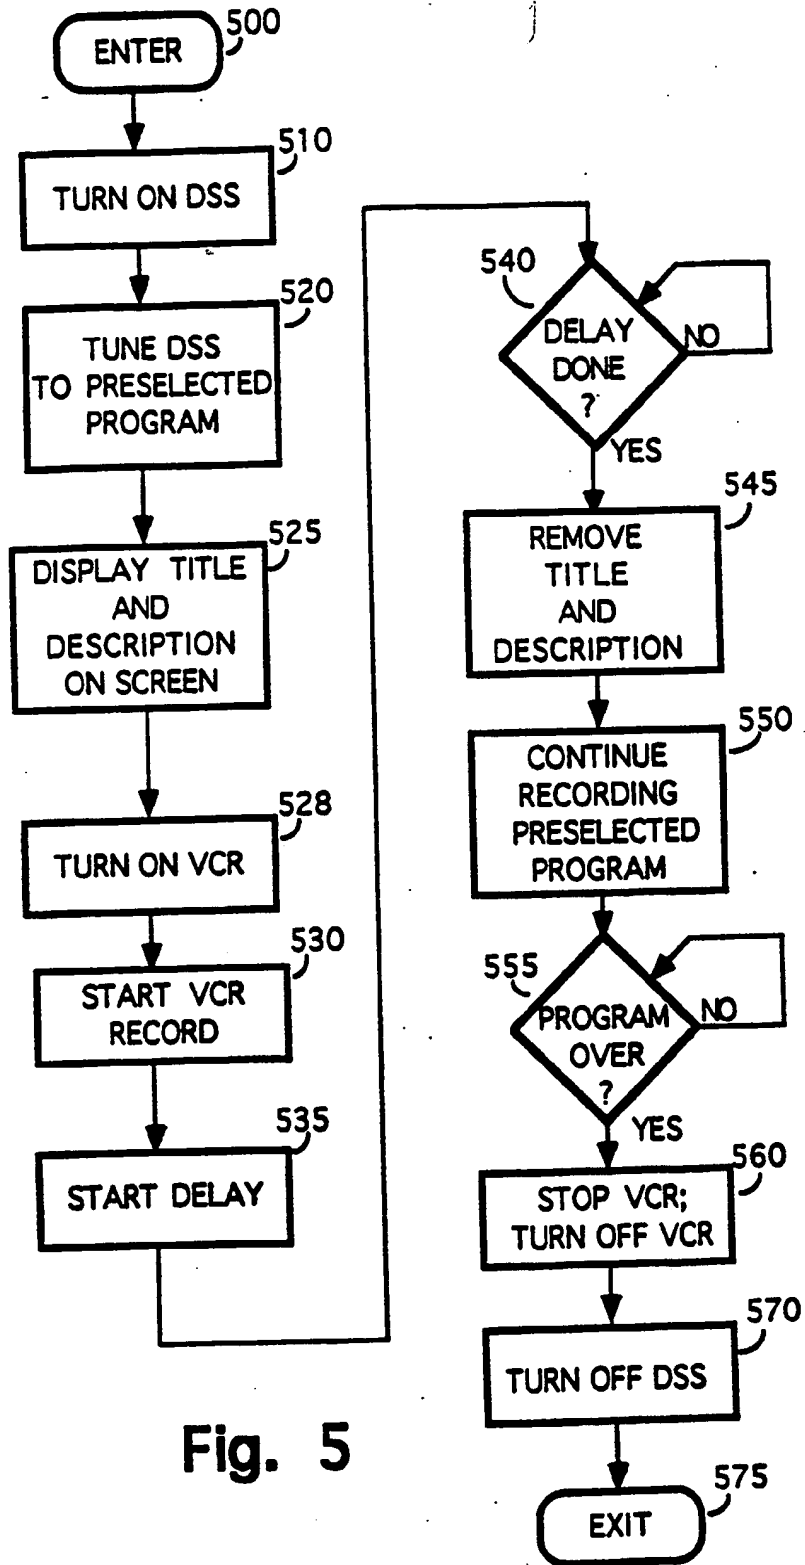 ENTER
500
510
TURN ON DSS
520
TUNE DSS
TO PRESELECTED
PROGRAM
525
DISPLAY TITLE
AND
DESCRIPTION
ON SCREEN
528
TURN ON VCR
530
START VCR
RECORD
535
START DELAY
540
DELAY
DONE
?
NO
YES
545
REMOVE
TITLE
AND
DESCRIPTION
550
CONTINUE
RECORDING
PRESELECTED
PROGRAM
555
PROGRAM
OVER
?
NO
YES
560
STOP VCR;
TURN OFF VCR
570
TURN OFF DSS
575
EXIT
Fig. 5